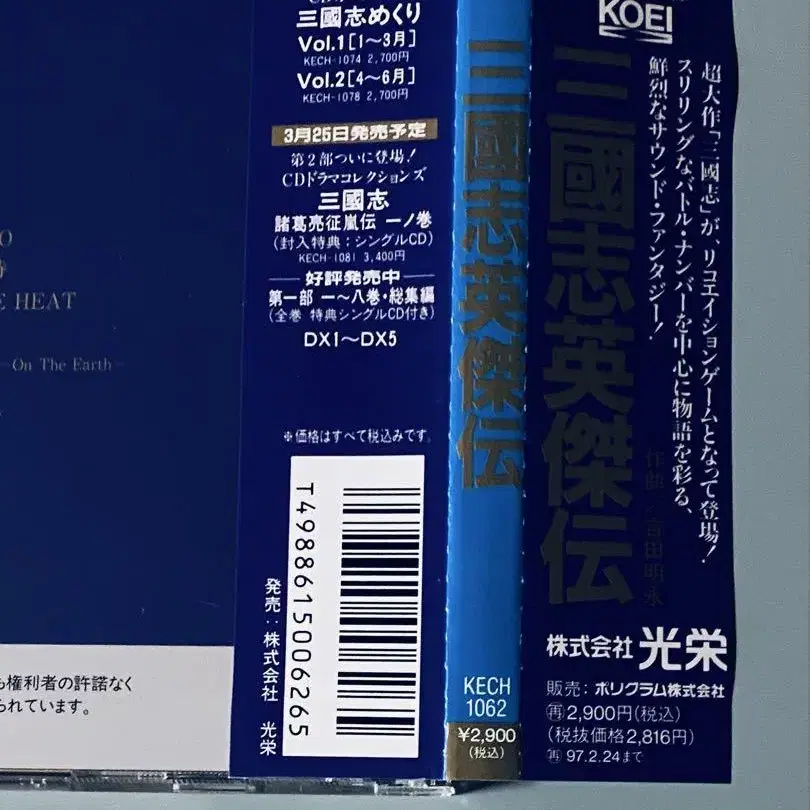 三國志めくり
Vol.1[1〜3月]
KECH-1074 2,700円
Vol.2[4〜6月]
KECH-1078 2,700円
3月25日発売予定
第2部ついに登場!
CDドラマコレクションズ
三國志
諸葛亮征嵐伝 一ノ巻
(封入特典:シングルCD)
KECH-1081 3,400円
好評発売中
第一部 一〜八巻・総集編
(全巻 特典シングルCD付き)
DX1〜DX5
※価格はすべて税込みです。
T4988615006265
発売:株式会社 光栄
三國志英傑伝
KECH
1062
¥2,900
(税込)
KOEI
超大作「三國志」が、リコエイションゲームとなって登場!
スリリングなバトル・ナンバーを中心に物語を彩る、
鮮烈なサウンド・ファンタジー!
三國志英傑伝
株式会社 光栄
販売:ポリグラム株式会社
再2,900円(税込)
(税抜価格2,816円)
再97.2.24まで
HEAT
On The Earth
権利者の許諾なく
られています。